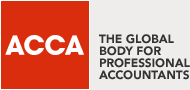 ACCA
THE GLOBAL
BODY FOR
PROFESSIONAL
ACCOUNTANTS